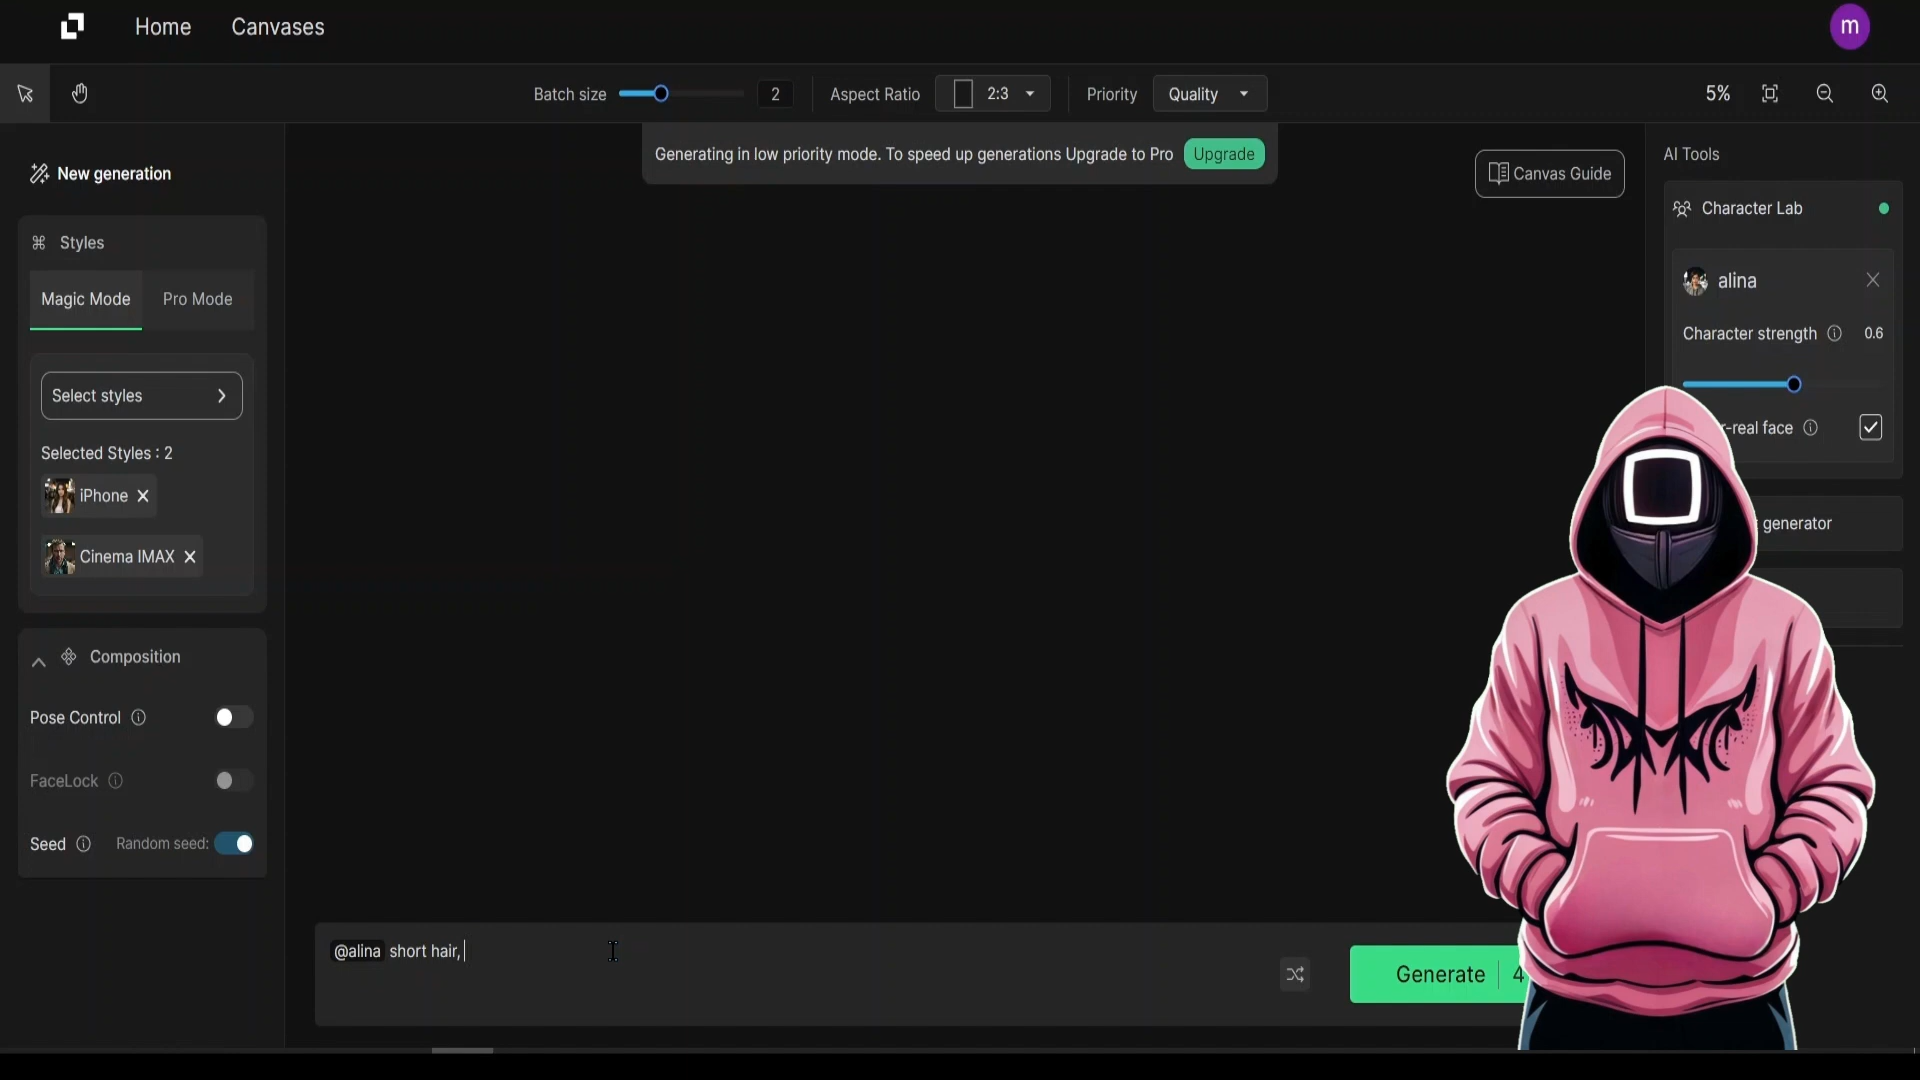 Home Canvases m
Batch size 2 Aspect Ratio 2:3 Priority Quality 5%
Generating in low priority mode. To speed up generations Upgrade to Pro Upgrade
New generation
Canvas Guide
AI Tools
Styles
Character Lab
Magic Mode Pro Mode
alina
Character strength 0.6
Select styles
-real face
Selected Styles : 2
iPhone
generator
Cinema IMAX
Composition
Pose Control
FaceLock
Seed Random seed:
@alina short hair,
Generate 4